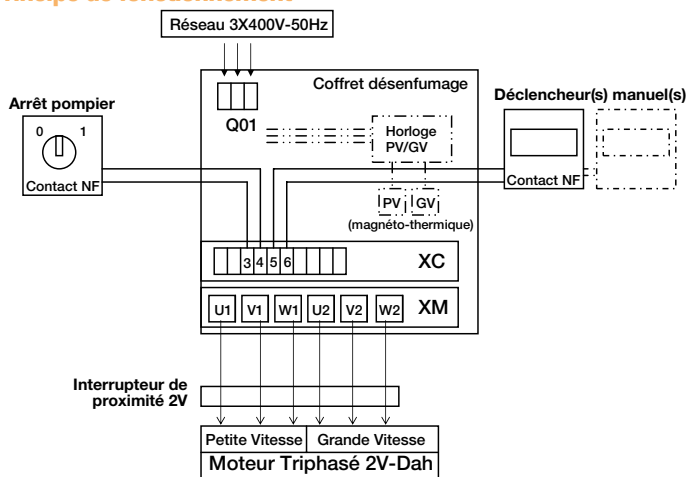 Réseau 3X400V-50Hz
Coffret désenfumage
Arrêt pompier
0 1
Contact NF
Q01
Horloge
PV/GV
Déclencheur(s) manuel(s)
Contact NF
PV GV
(magnéto-thermique)
3 4 5 6
XC
U1 V1 W1 U2 V2 W2
XM
Interrupteur de
proximité 2V
Petite Vitesse Grande Vitesse
Moteur Triphasé 2V-Dah